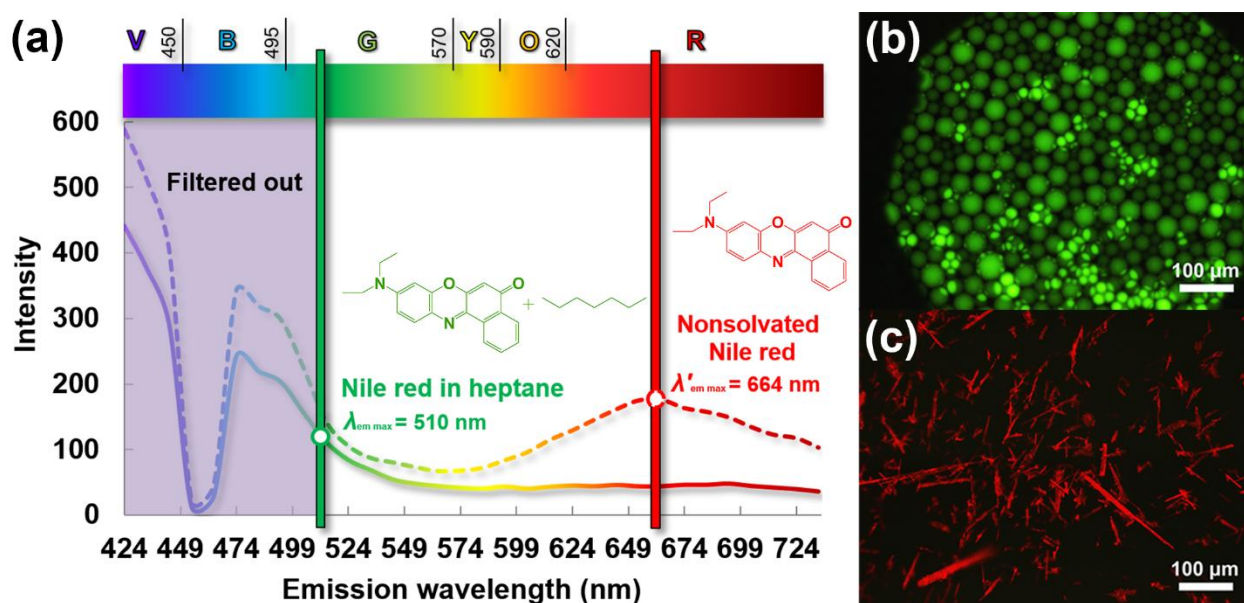 (a)
V 450 B 495 G 570 Y 590 O 620 R
600
500
400
300
200
100
0
Intensity
Filtered out
N O O N
+
Nile red in heptane
λem max = 510 nm
N O O N
Nonsolvated
Nile red
λ'em max = 664 nm
424 449 474 499 524 549 574 599 624 649 674 699 724
Emission wavelength (nm)
(b)
100 µm
(c)
100 µm